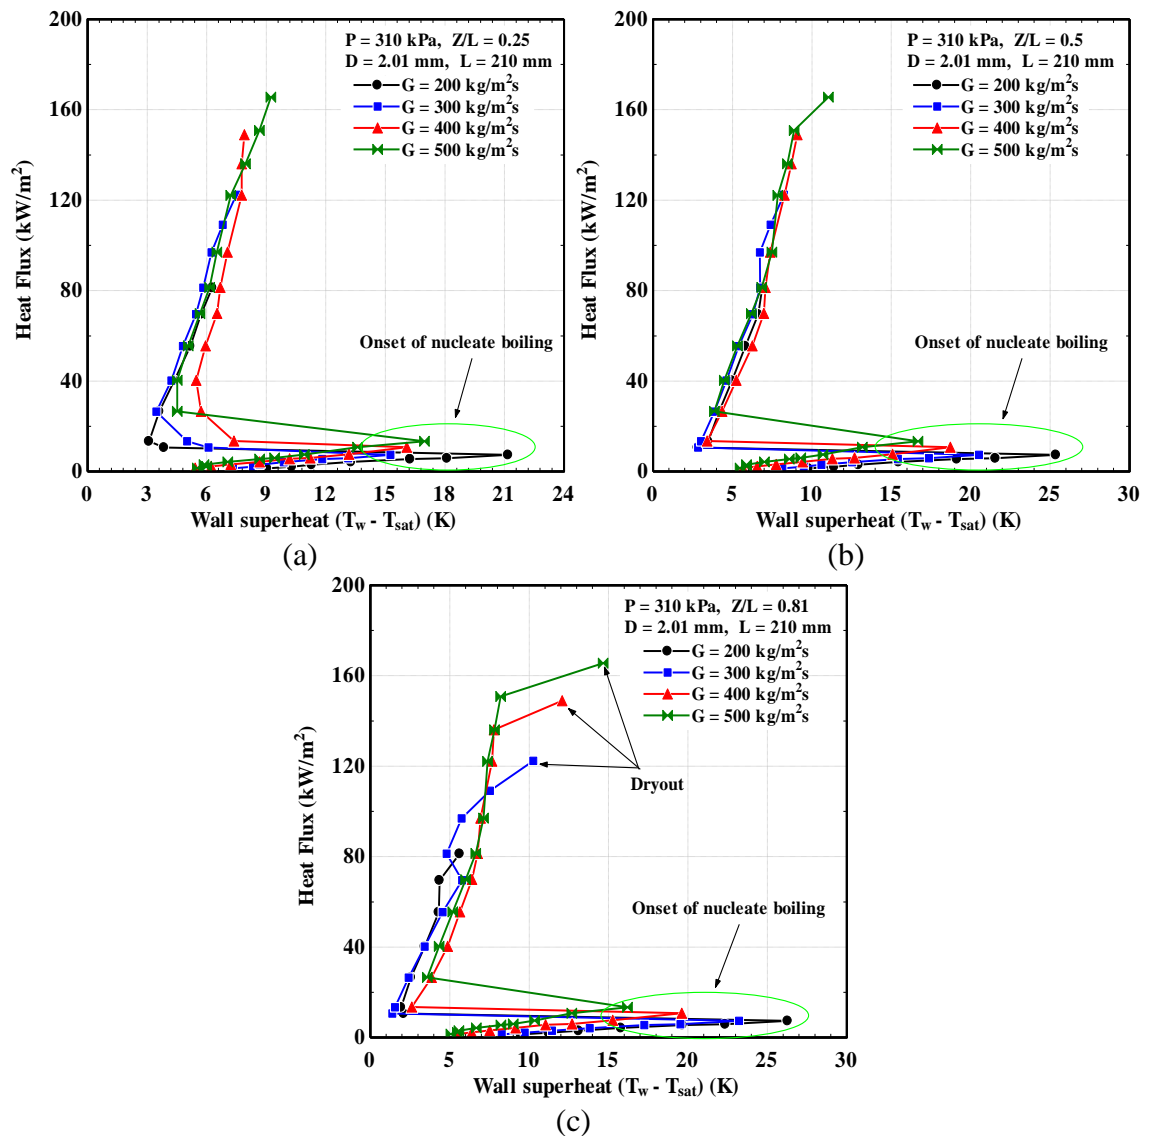 P = 310 kPa, Z/L = 0.25
D = 2.01 mm, L = 210 mm
G = 200 kg/m²s
G = 300 kg/m²s
G = 400 kg/m²s
G = 500 kg/m²s
Onset of nucleate boiling
Heat Flux (kW/m²)
200
160
120
80
40
0
0 3 6 9 12 15 18 21 24
Wall superheat (T_w - T_sat) (K)
(a)
P = 310 kPa, Z/L = 0.5
D = 2.01 mm, L = 210 mm
G = 200 kg/m²s
G = 300 kg/m²s
G = 400 kg/m²s
G = 500 kg/m²s
Onset of nucleate boiling
Heat Flux (kW/m²)
200
160
120
80
40
0
0 5 10 15 20 25 30
Wall superheat (T_w - T_sat) (K)
(b)
P = 310 kPa, Z/L = 0.81
D = 2.01 mm, L = 210 mm
G = 200 kg/m²s
G = 300 kg/m²s
G = 400 kg/m²s
G = 500 kg/m²s
Dryout
Onset of nucleate boiling
Heat Flux (kW/m²)
200
160
120
80
40
0
0 5 10 15 20 25 30
Wall superheat (T_w - T_sat) (K)
(c)